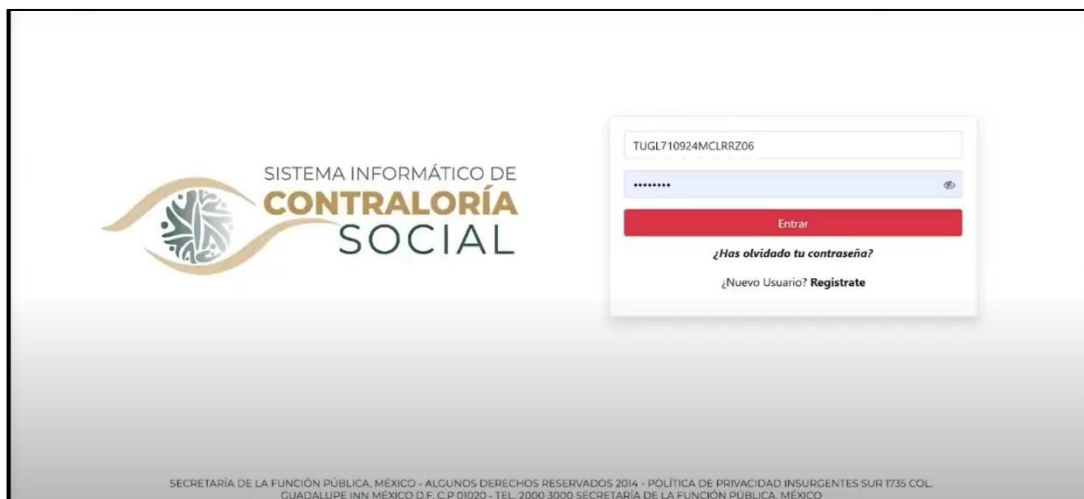 SISTEMA INFORMÁTICO DE
CONTRALORÍA
SOCIAL
TUGL710924MCLRRZ06
••••••••
Entrar
¿Has olvidado tu contraseña?
¿Nuevo Usuario? Registrate
SECRETARÍA DE LA FUNCIÓN PÚBLICA, MÉXICO - ALGUNOS DERECHOS RESERVADOS 2014 - POLÍTICA DE PRIVACIDAD INSURGENTES SUR 1735 COL.
GUADALUPE INN MÉXICO D.F. C.P 01020 - TEL. 2000 3000 SECRETARÍA DE LA FUNCIÓN PÚBLICA. MÉXICO